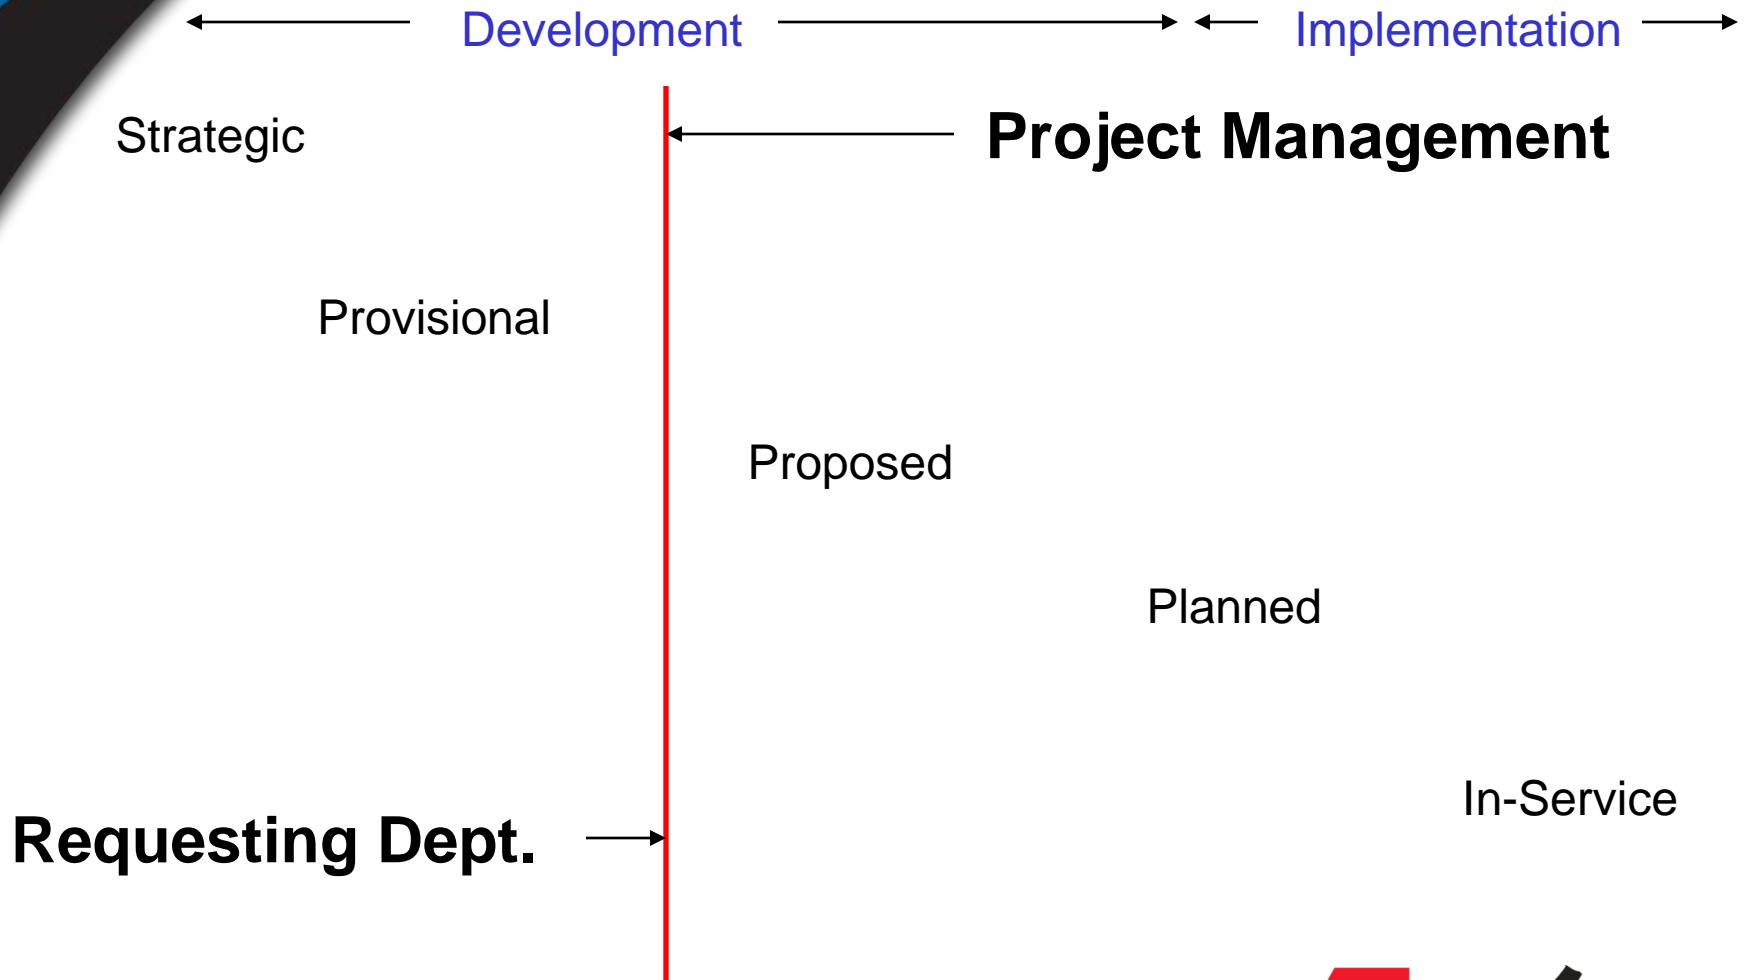 Development Implementation
Strategic Project Management
Provisional
Proposed
Planned
In-Service
Requesting Dept.